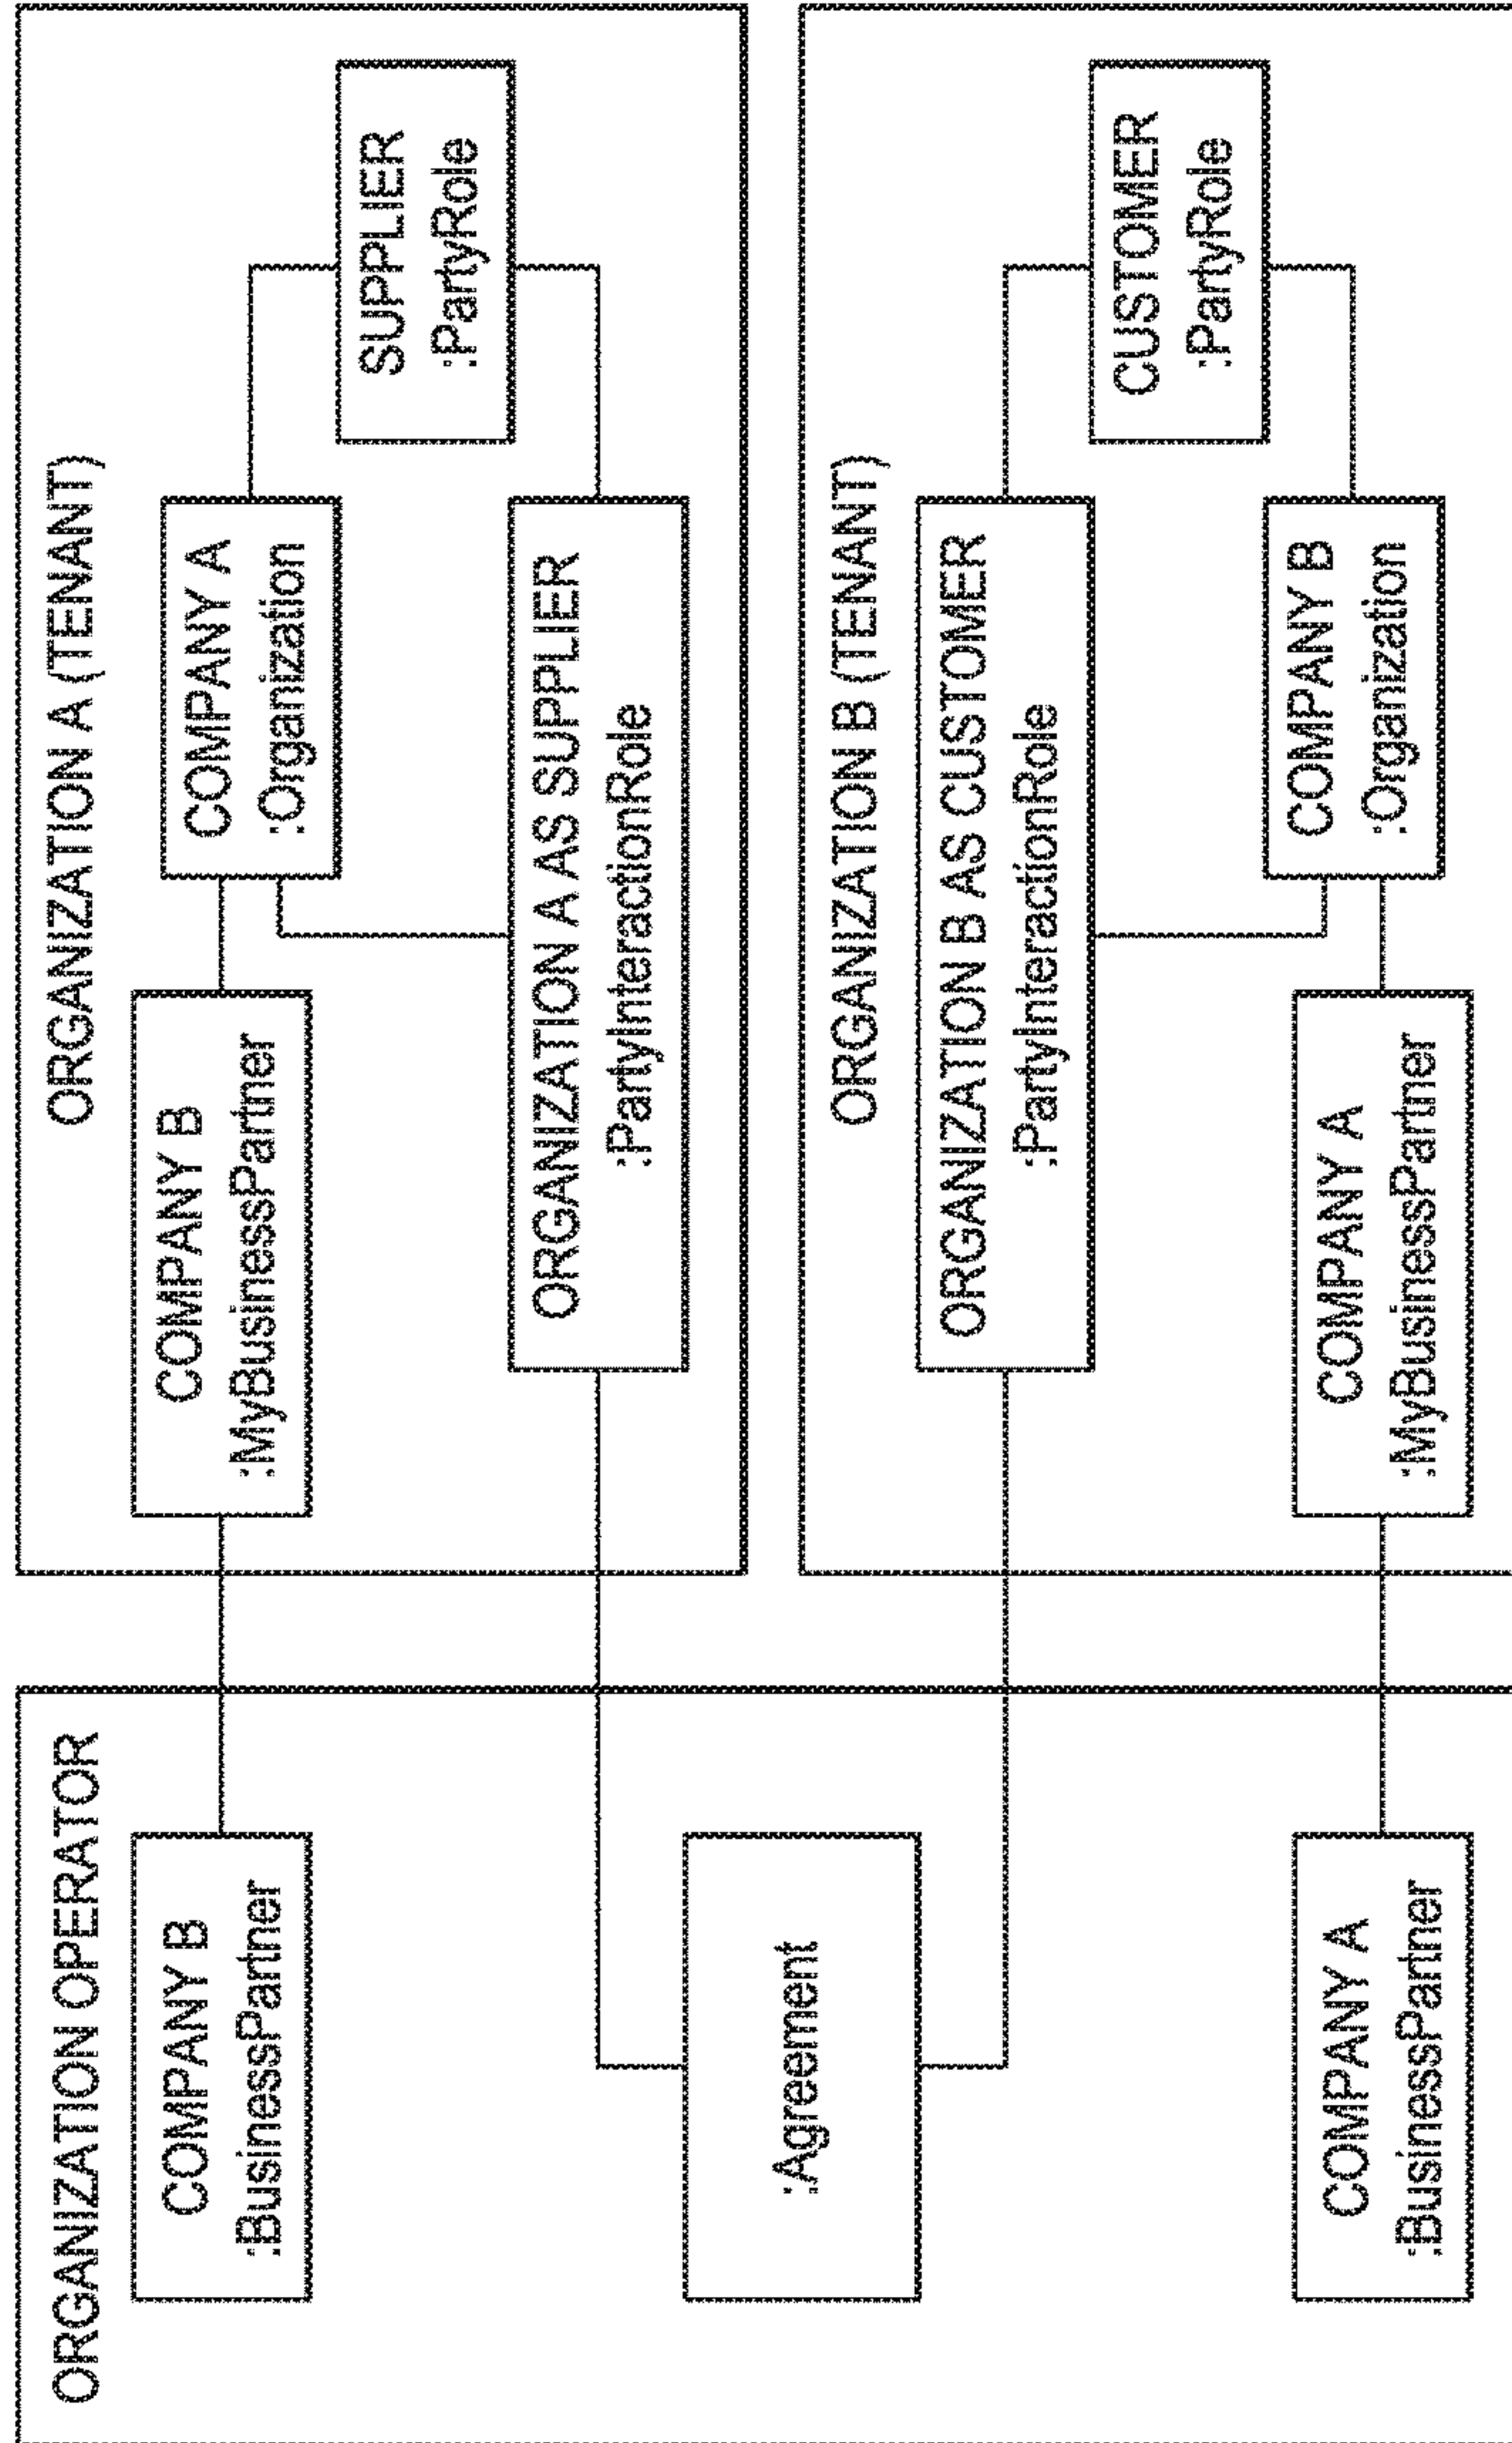 ORGANIZATION OPERATOR
COMPANY B
:BusinessPartner
:Agreement
COMPANY A
:BusinessPartner
ORGANIZATION A (TENANT)
COMPANY B
:MyBusinessPartner
COMPANY A
:Organization
SUPPLIER
:PartyRole
ORGANIZATION A AS SUPPLIER
:PartyInteractionRole
ORGANIZATION B (TENANT)
ORGANIZATION B AS CUSTOMER
:PartyInteractionRole
CUSTOMER
:PartyRole
COMPANY A
:MyBusinessPartner
COMPANY B
:Organization